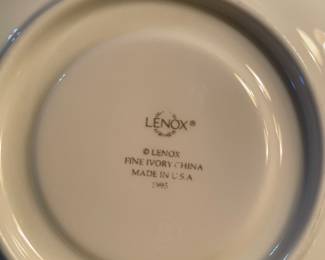 LENOX®
© LENOX
FINE IVORY CHINA
MADE IN U.S.A
1995